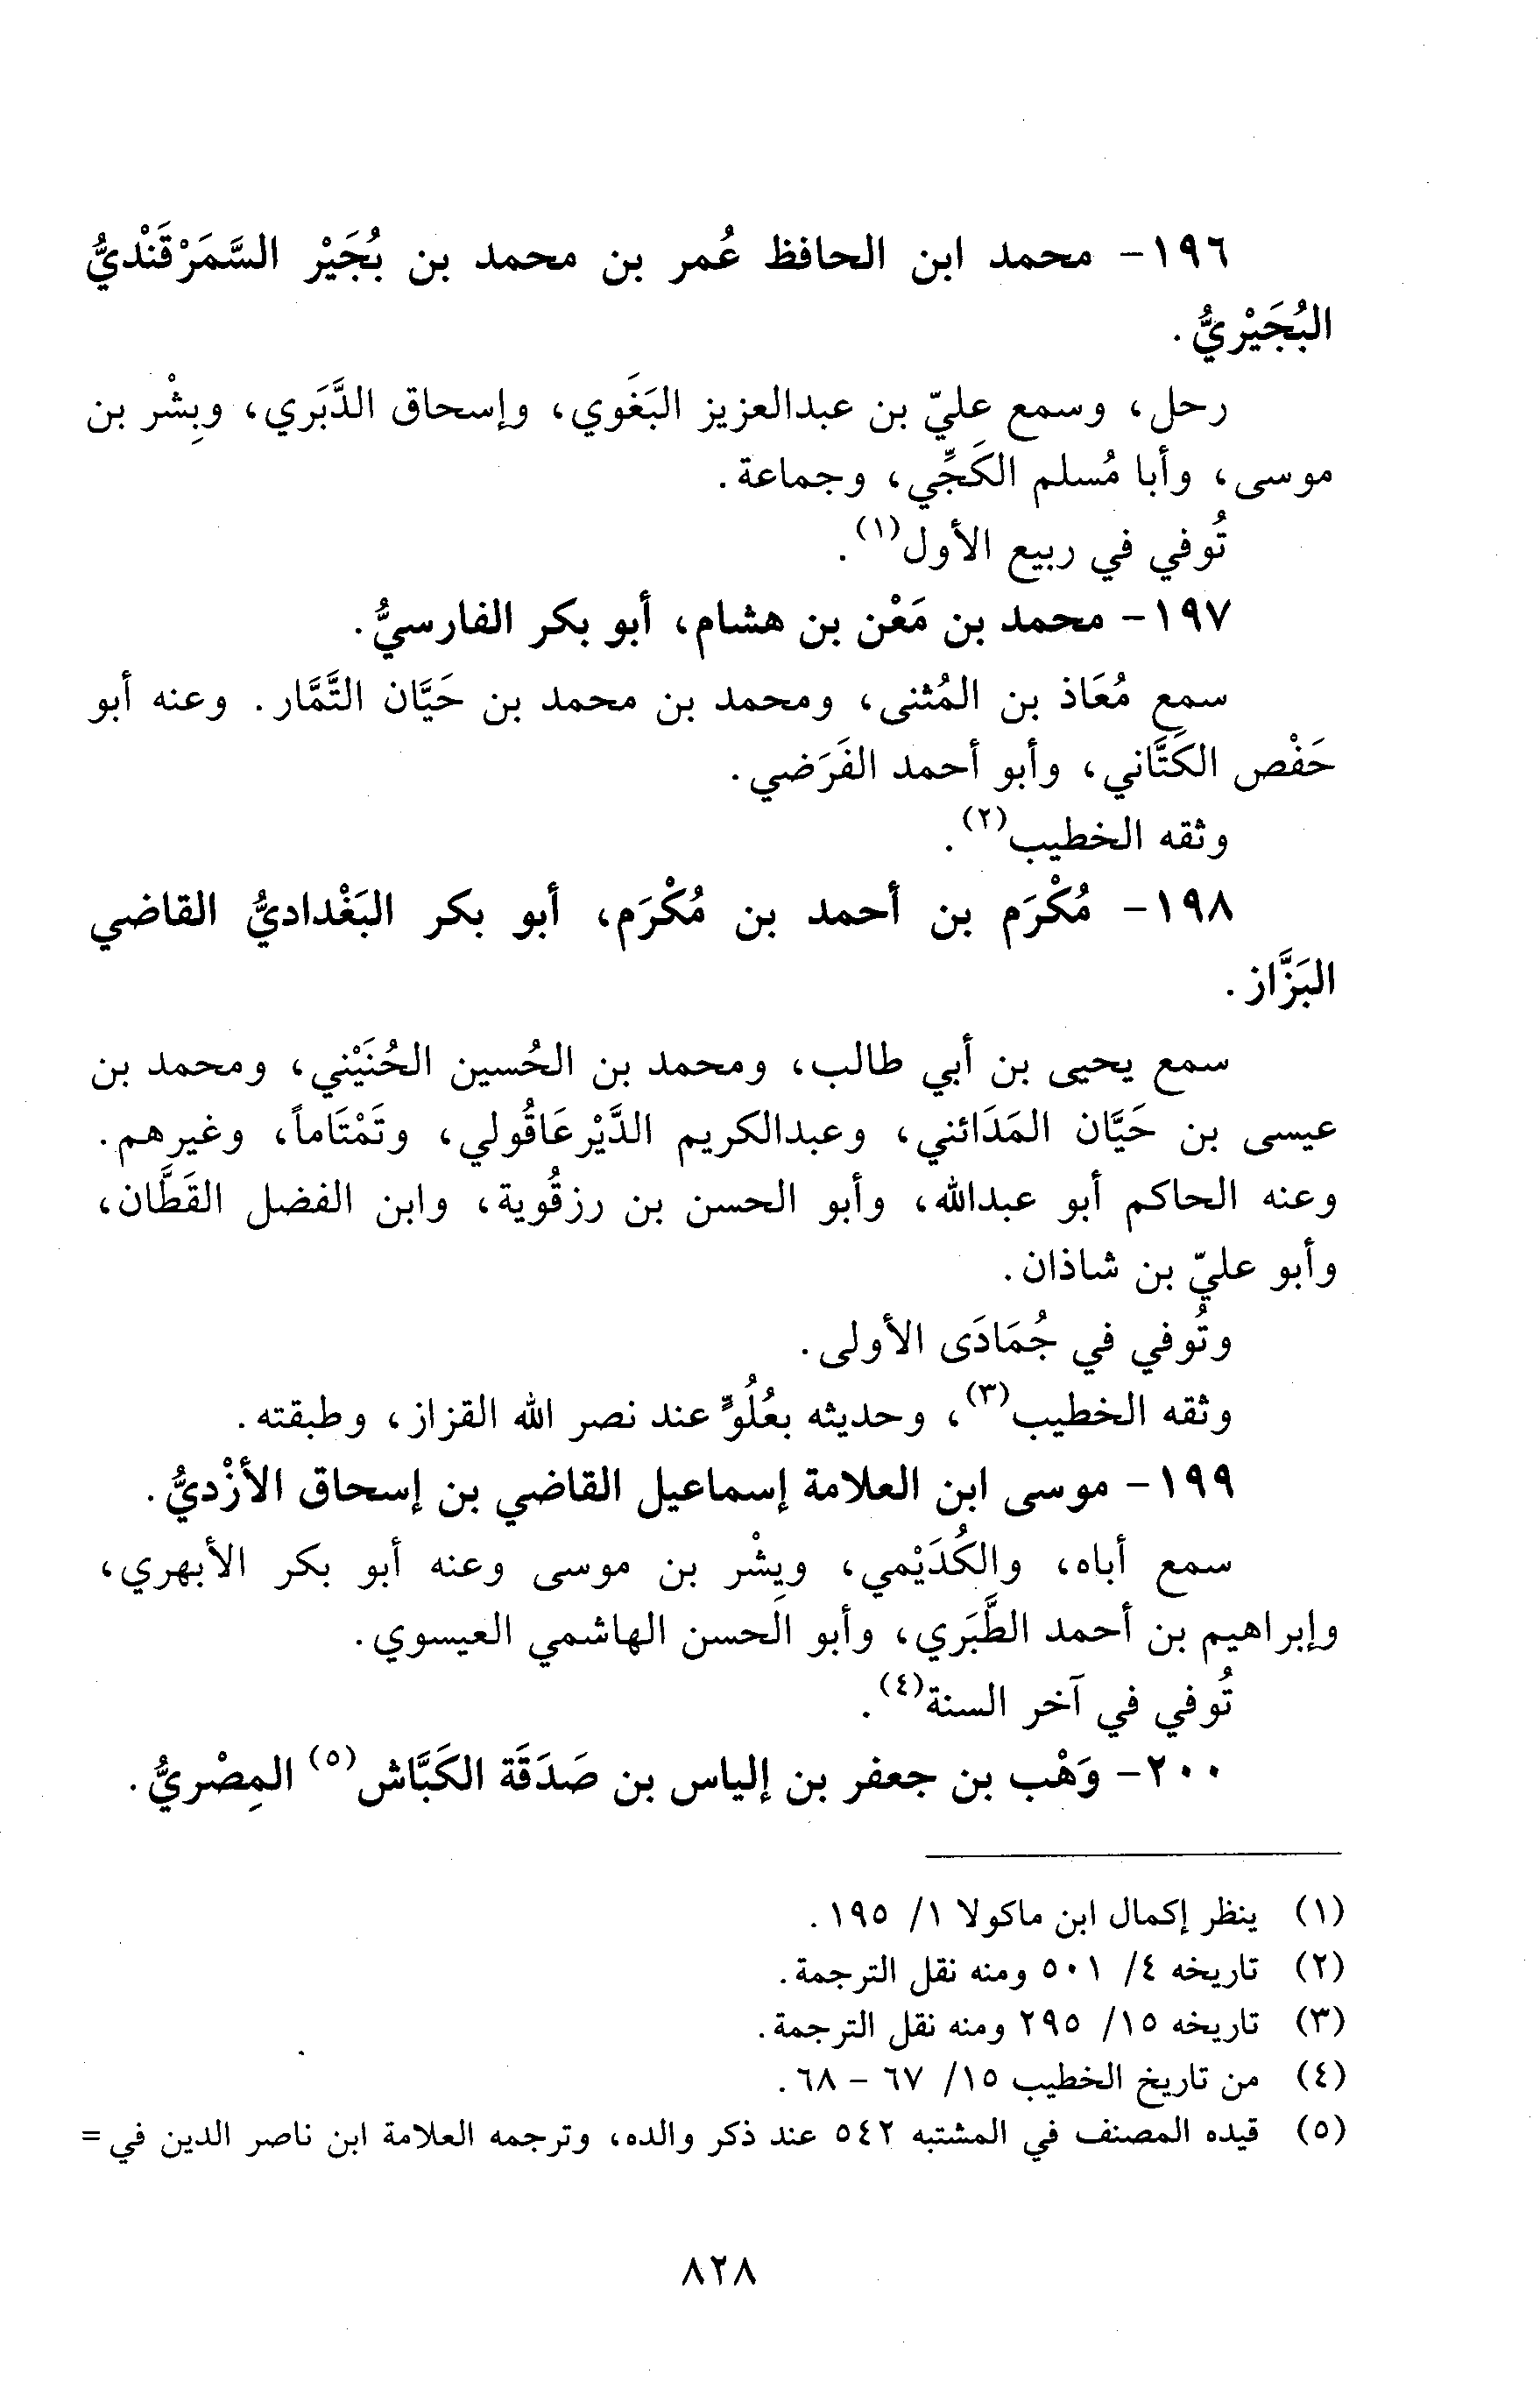 ١٩٦- محمد ابن الحافظ عُمر بن محمد بن بُجَيْر السَّمَرْقَنْديُّ
البُجَيْريُّ.
رحل، وسمع عليّ بن عبدالعزيز البَغَوي، وإسحاق الدَّبَري، وبِشْر بن
موسى، وأبا مُسلم الكَجِّي، وجماعة.
تُوفي في ربيع الأول(١).
١٩٧- محمد بن مَعْن بن هشام، أبو بكر الفارسيُّ.
سمع مُعَاذ بن المُثنى، ومحمد بن محمد بن حَيَّان التَّمَّار. وعنه أبو
حَفْص الكَتَّاني، وأبو أحمد الفَرَضي.
وثقه الخطيب(٢).
١٩٨- مُكْرَم بن أحمد بن مُكْرَم، أبو بكر البَغْداديُّ القاضي
البَزَّاز.
سمع يحيى بن أبي طالب، ومحمد بن الحُسين الحُنَيْني، ومحمد بن
عيسى بن حَيَّان المَدَائني، وعبدالكريم الدَّيْرعَاقُولي، وتَمْتَاماً، وغيرهم.
وعنه الحاكم أبو عبدالله، وأبو الحسن بن رزقُوية، وابن الفضل القَطَّان،
وأبو عليّ بن شاذان.
وتُوفي في جُمَادَى الأولى.
وثقه الخطيب(٣)، وحديثه بعُلُوٍّ عند نصر الله القزاز، وطبقته.
١٩٩- موسى ابن العلامة إسماعيل القاضي بن إسحاق الأزْديُّ.
سمع أباه، والكُدَيْمي، وبِشْر بن موسى وعنه أبو بكر الأبهري،
وإبراهيم بن أحمد الطَّبَري، وأبو الحسن الهاشمي العيسوي.
تُوفي في آخر السنة(٤).
٢٠٠- وَهْب بن جعفر بن إلياس بن صَدَقَة الكَبَّاش(٥) المِصْريُّ.
(١) ينظر إكمال ابن ماكولا ١/ ١٩٥.
(٢) تاريخه ٤/ ٥٠١ ومنه نقل الترجمة.
(٣) تاريخه ١٥/ ٢٩٥ ومنه نقل الترجمة.
(٤) من تاريخ الخطيب ١٥/ ٦٧ - ٦٨.
(٥) قيده المصنف في المشتبه ٥٤٢ عند ذكر والده، وترجمه العلامة ابن ناصر الدين في =
٨٢٨